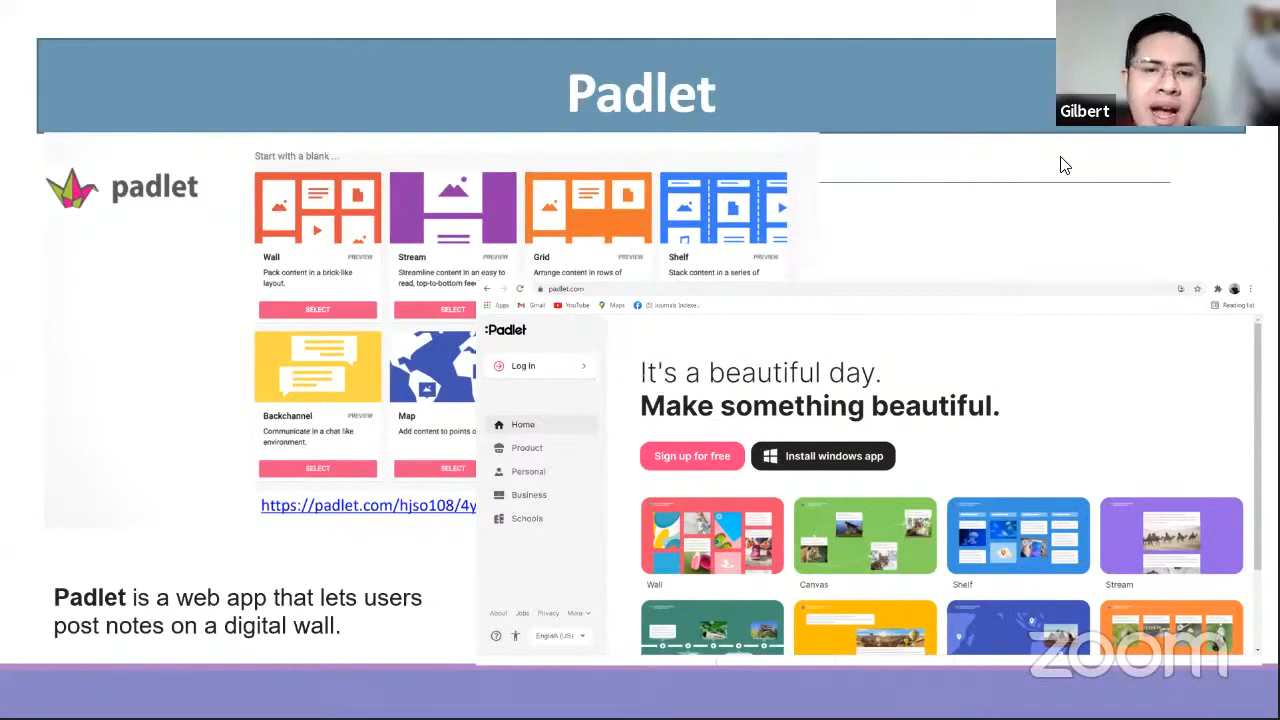 Padlet
Gilbert
padlet
Start with a blank ...
Wall PREVIEW
Pack content in a brick-like
layout.
SELECT
Stream PREVIEW
Streamline content in an easy to
read, top-to-bottom feed
SELECT
Grid PREVIEW
Arrange content in rows of
Shelf PREVIEW
Stack content in a series of
Backchannel PREVIEW
Communicate in a chat like
environment.
SELECT
Map
Add content to points o
SELECT
https://padlet.com/hjso108/4y
Padlet is a web app that lets users
post notes on a digital wall.
padlet.com
Apps Gmail YouTube Maps
Reading list
:Padlet
Log In
Home
Product
Personal
Business
Schools
About Jobs Privacy More
English (US)
It's a beautiful day.
Make something beautiful.
Sign up for free
Install windows app
Wall
Canvas
Shelf
Stream
zoom